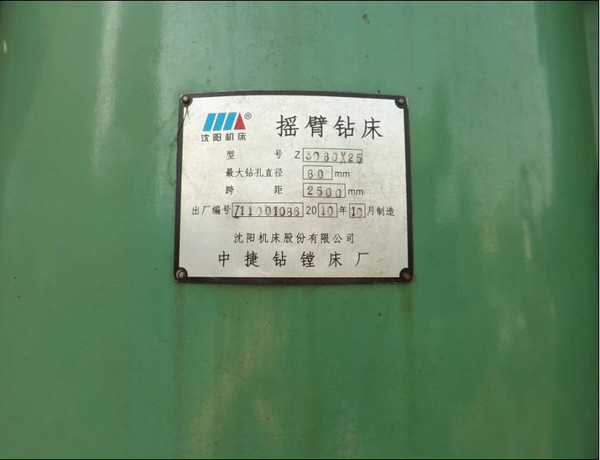 沈阳机床® 摇臂钻床
型 号 Z 3080X25
最大钻孔直径 80 mm
跨 距 2500 mm
出厂编号 Z11001086 2010年10月制造
沈阳机床股份有限公司
中捷钻镗床厂